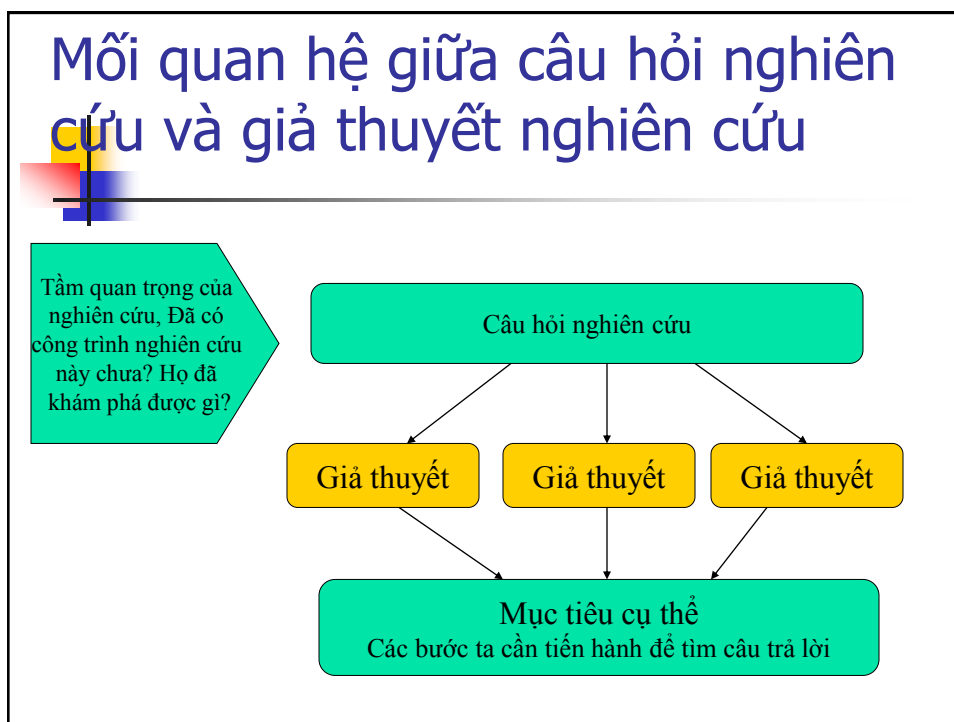 Mối quan hệ giữa câu hỏi nghiên
cứu và giả thuyết nghiên cứu
Tầm quan trọng của
nghiên cứu, Đã có
công trình nghiên cứu
này chưa? Họ đã
khám phá được gì?
Câu hỏi nghiên cứu
Giả thuyết
Giả thuyết
Giả thuyết
Mục tiêu cụ thể
Các bước ta cần tiến hành để tìm câu trả lời